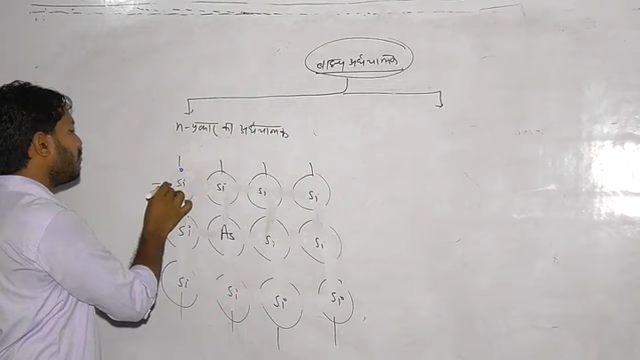 बाह्य अर्धचालक
n-प्रकार की अर्धचालक
Si Si Si Si
Si As Si Si
Si Si Si Si